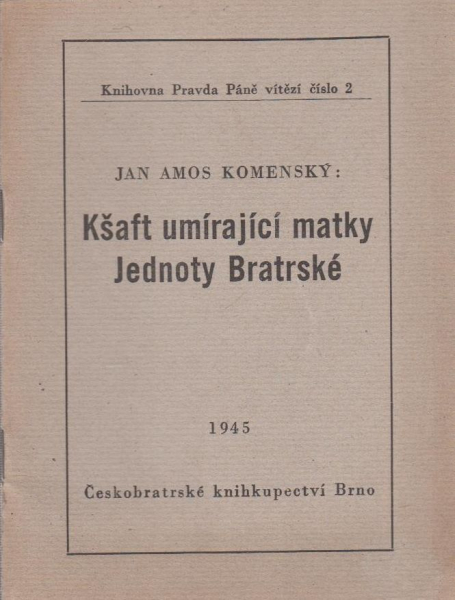 Knihovna Pravda Páně vítězí číslo 2
JAN AMOS KOMENSKÝ:
Kšaft umírající matky
Jednoty Bratrské
1945
Českobratrské knihkupectví Brno